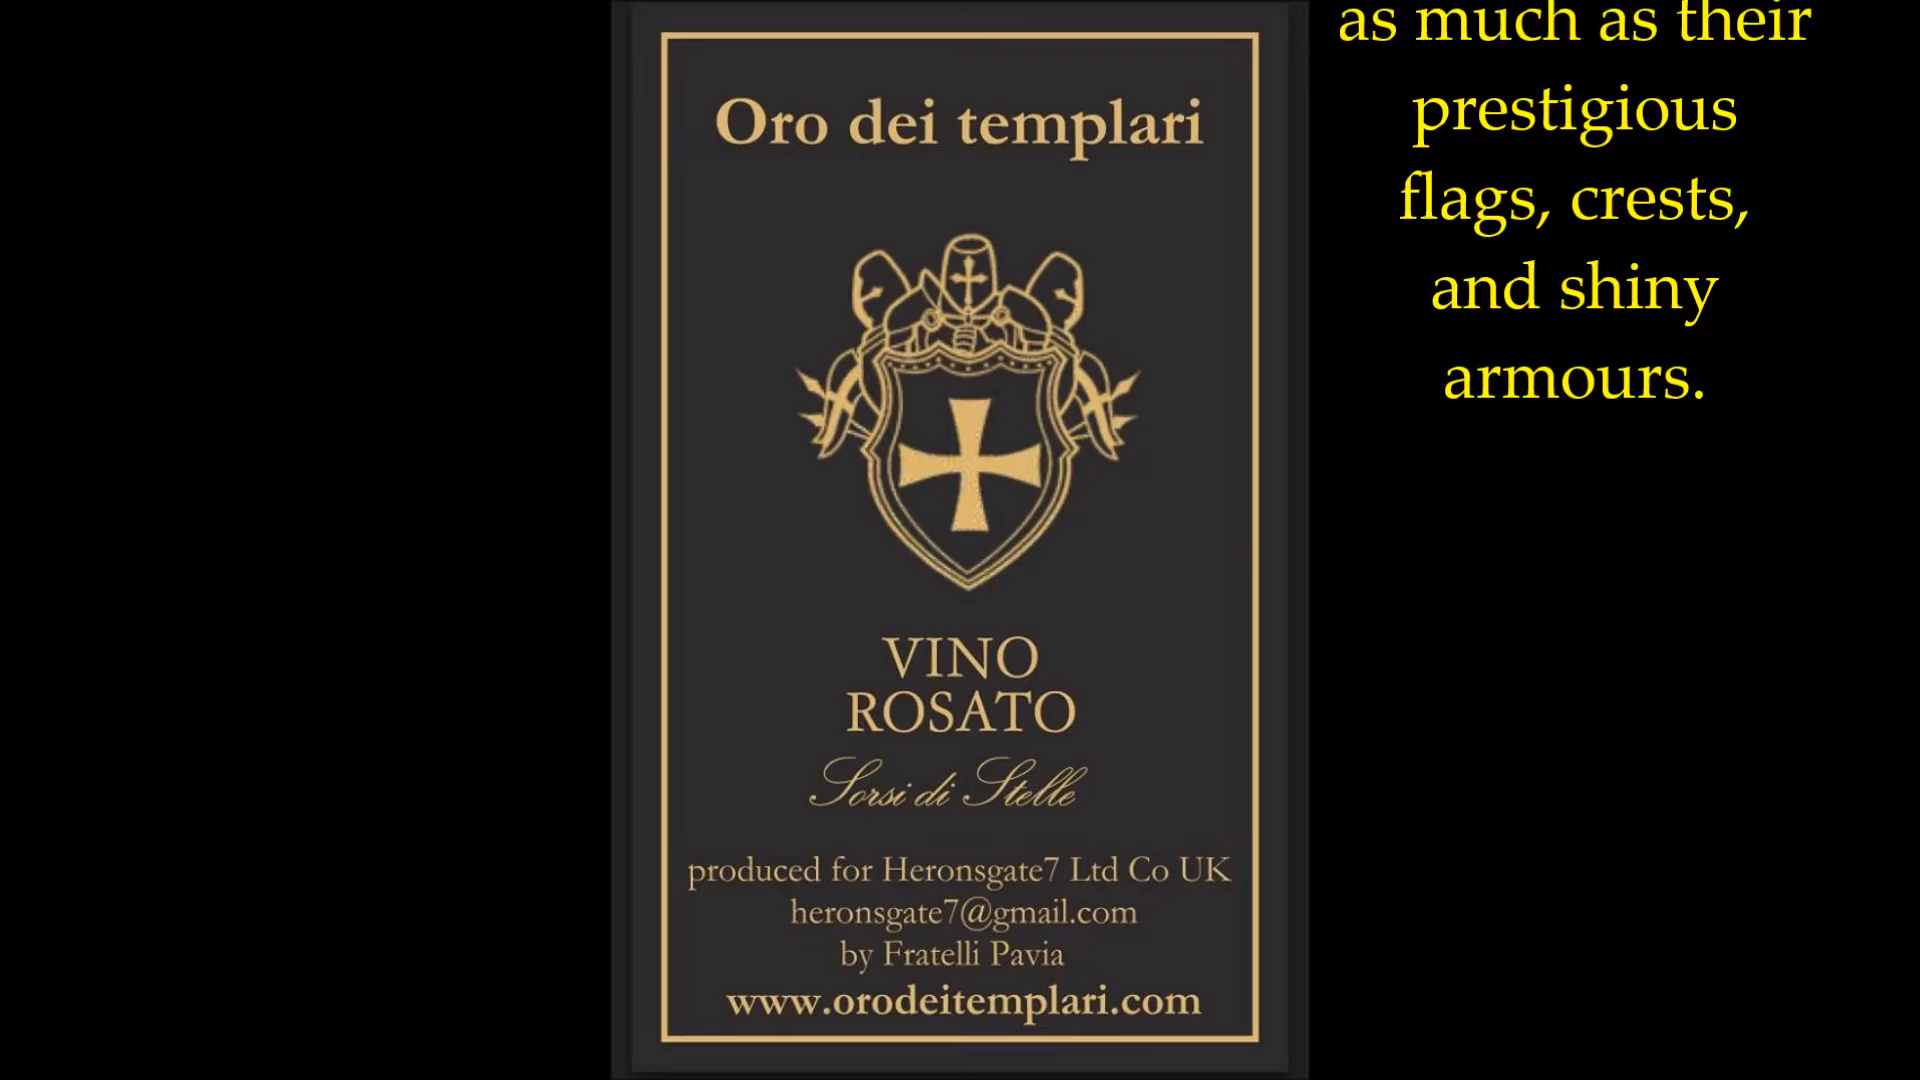 Oro dei templari
VINO
ROSATO
Sorsi di Stelle
produced for Heronsgate7 Ltd Co UK
heronsgate7@gmail.com
by Fratelli Pavia
www.orodeitemplari.com
as much as their
prestigious
flags, crests,
and shiny
armours.